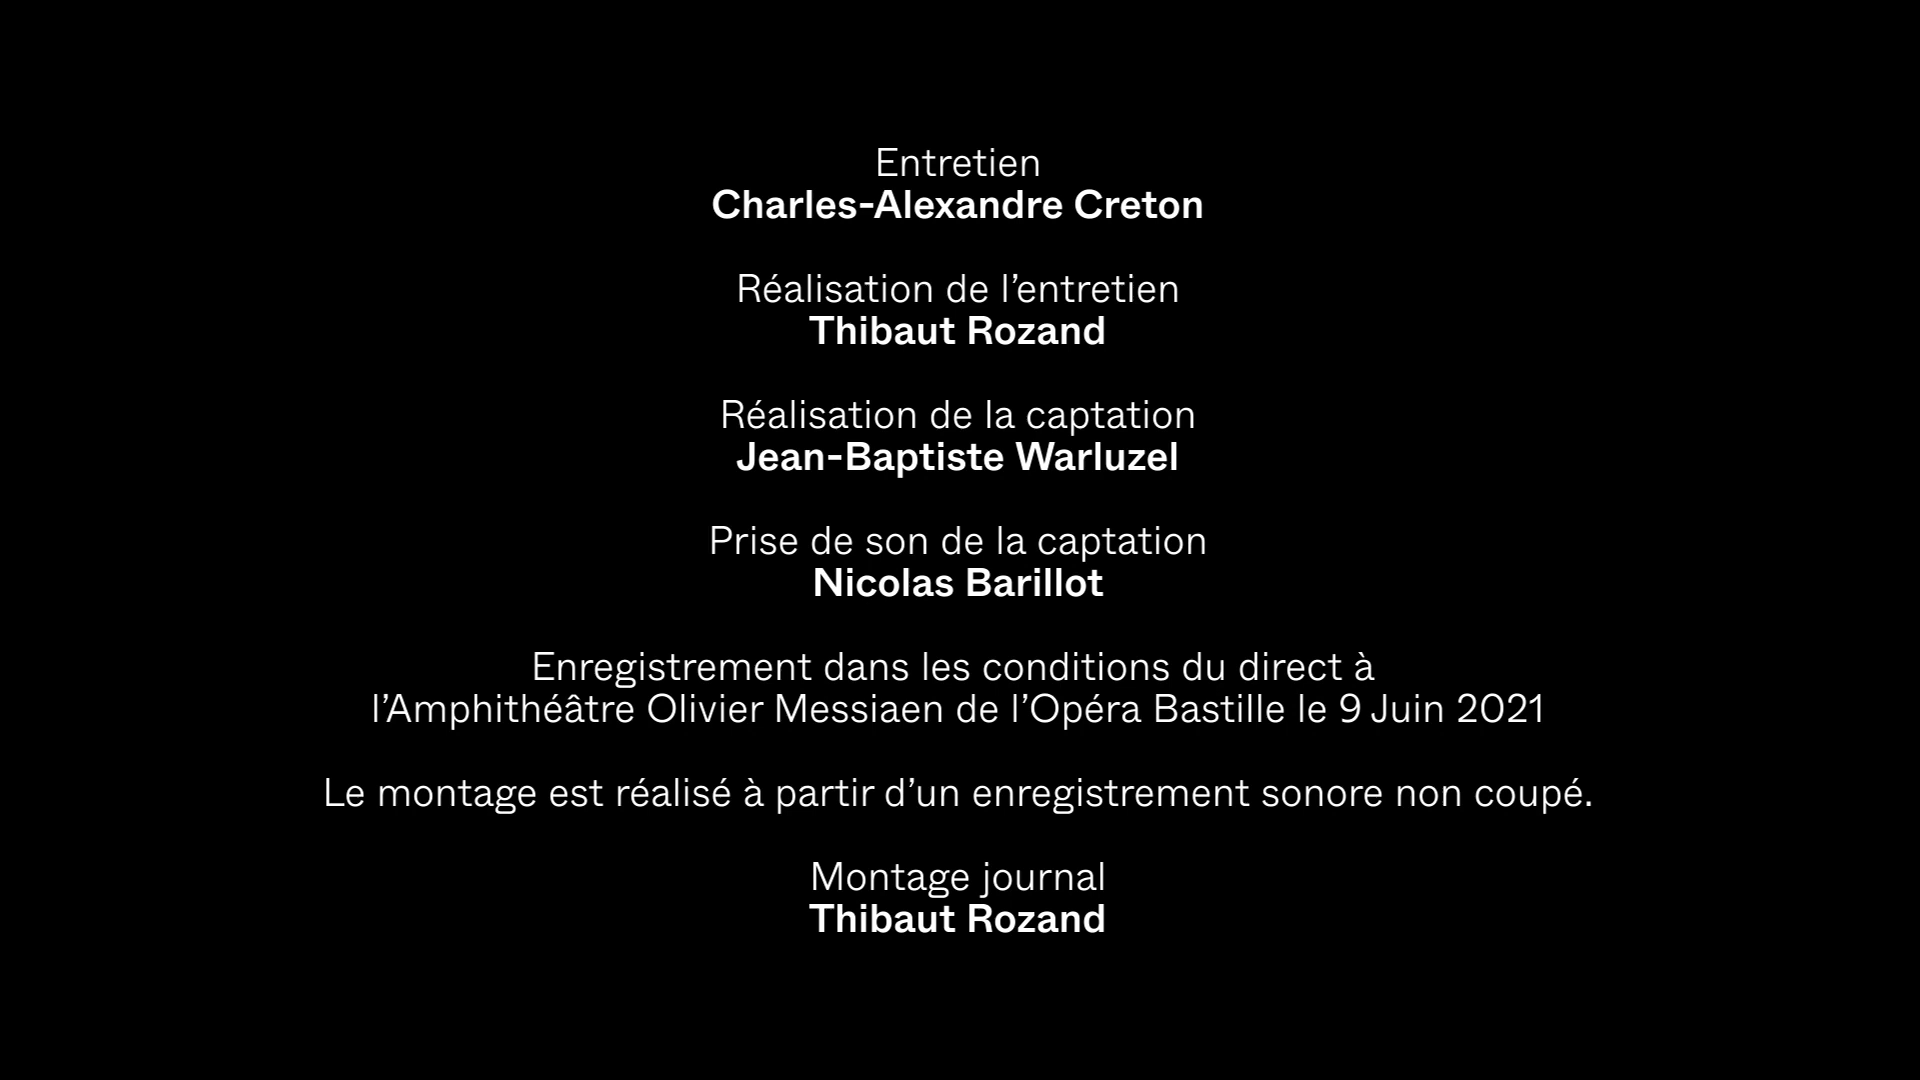 Entretien
Charles-Alexandre Creton
Réalisation de l’entretien
Thibaut Rozand
Réalisation de la captation
Jean-Baptiste Warluzel
Prise de son de la captation
Nicolas Barillot
Enregistrement dans les conditions du direct à
l’Amphithéâtre Olivier Messiaen de l’Opéra Bastille le 9 Juin 2021
Le montage est réalisé à partir d’un enregistrement sonore non coupé.
Montage journal
Thibaut Rozand